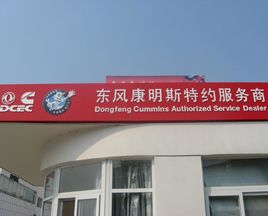 DCEC
东风康明斯特约服务商
Dongfeng Cummins Authorized Service Dealer